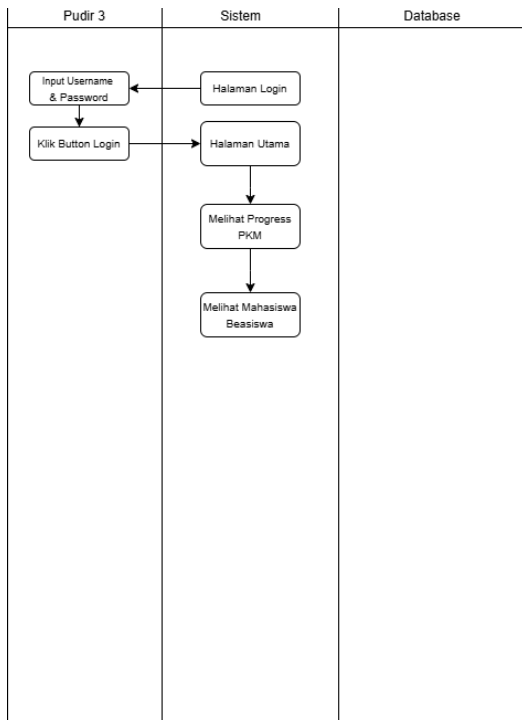 Pudir 3
Sistem
Database
Input Username
& Password
Halaman Login
Klik Button Login
Halaman Utama
Melihat Progress
PKM
Melihat Mahasiswa
Beasiswa